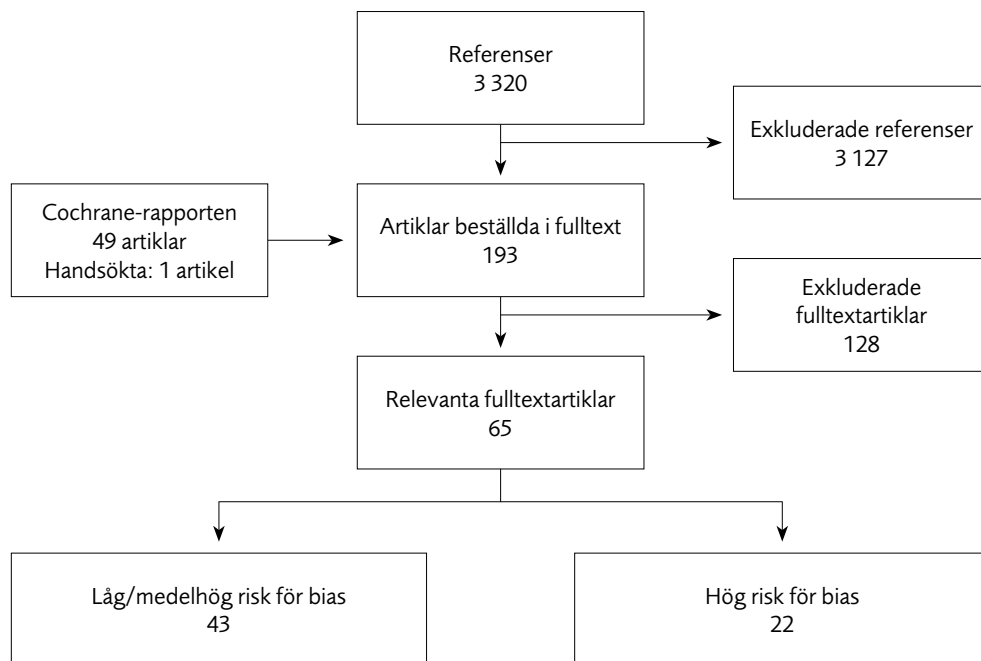 Referenser
3 320
Exkluderade referenser
3 127
Cochrane-rapporten
49 artiklar
Handsökta: 1 artikel
Artiklar beställda i fulltext
193
Exkluderade
fulltextartiklar
128
Relevanta fulltextartiklar
65
Låg/medelhög risk för bias
43
Hög risk för bias
22